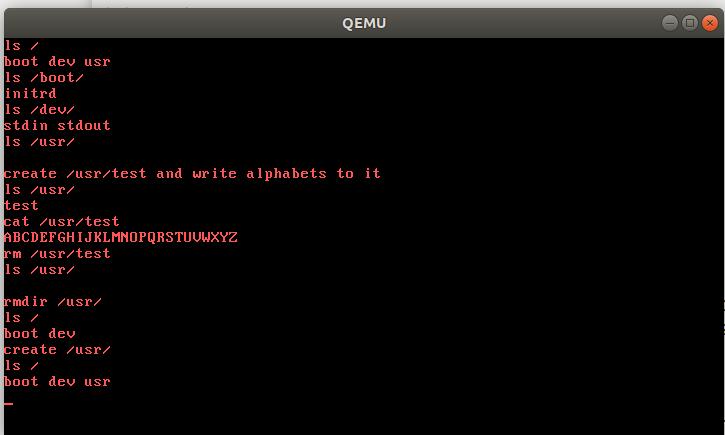 QEMU
ls /
boot dev usr
ls /boot/
initrd
ls /dev/
stdin stdout
ls /usr/
create /usr/test and write alphabets to it
ls /usr/
test
cat /usr/test
ABCDEFGHIJKLMNOPQRSTUVWXYZ
rm /usr/test
ls /usr/
rmdir /usr/
ls /
boot dev
create /usr/
ls /
boot dev usr